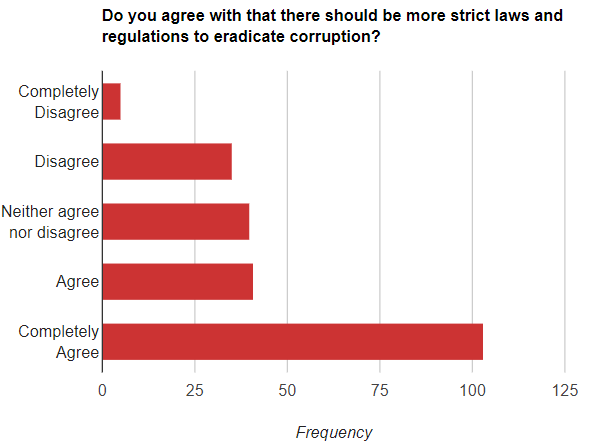 Do you agree with that there should be more strict laws and
regulations to eradicate corruption?
Completely
Disagree
Disagree
Neither agree
nor disagree
Agree
Completely
Agree
0 25 50 75 100 125
Frequency